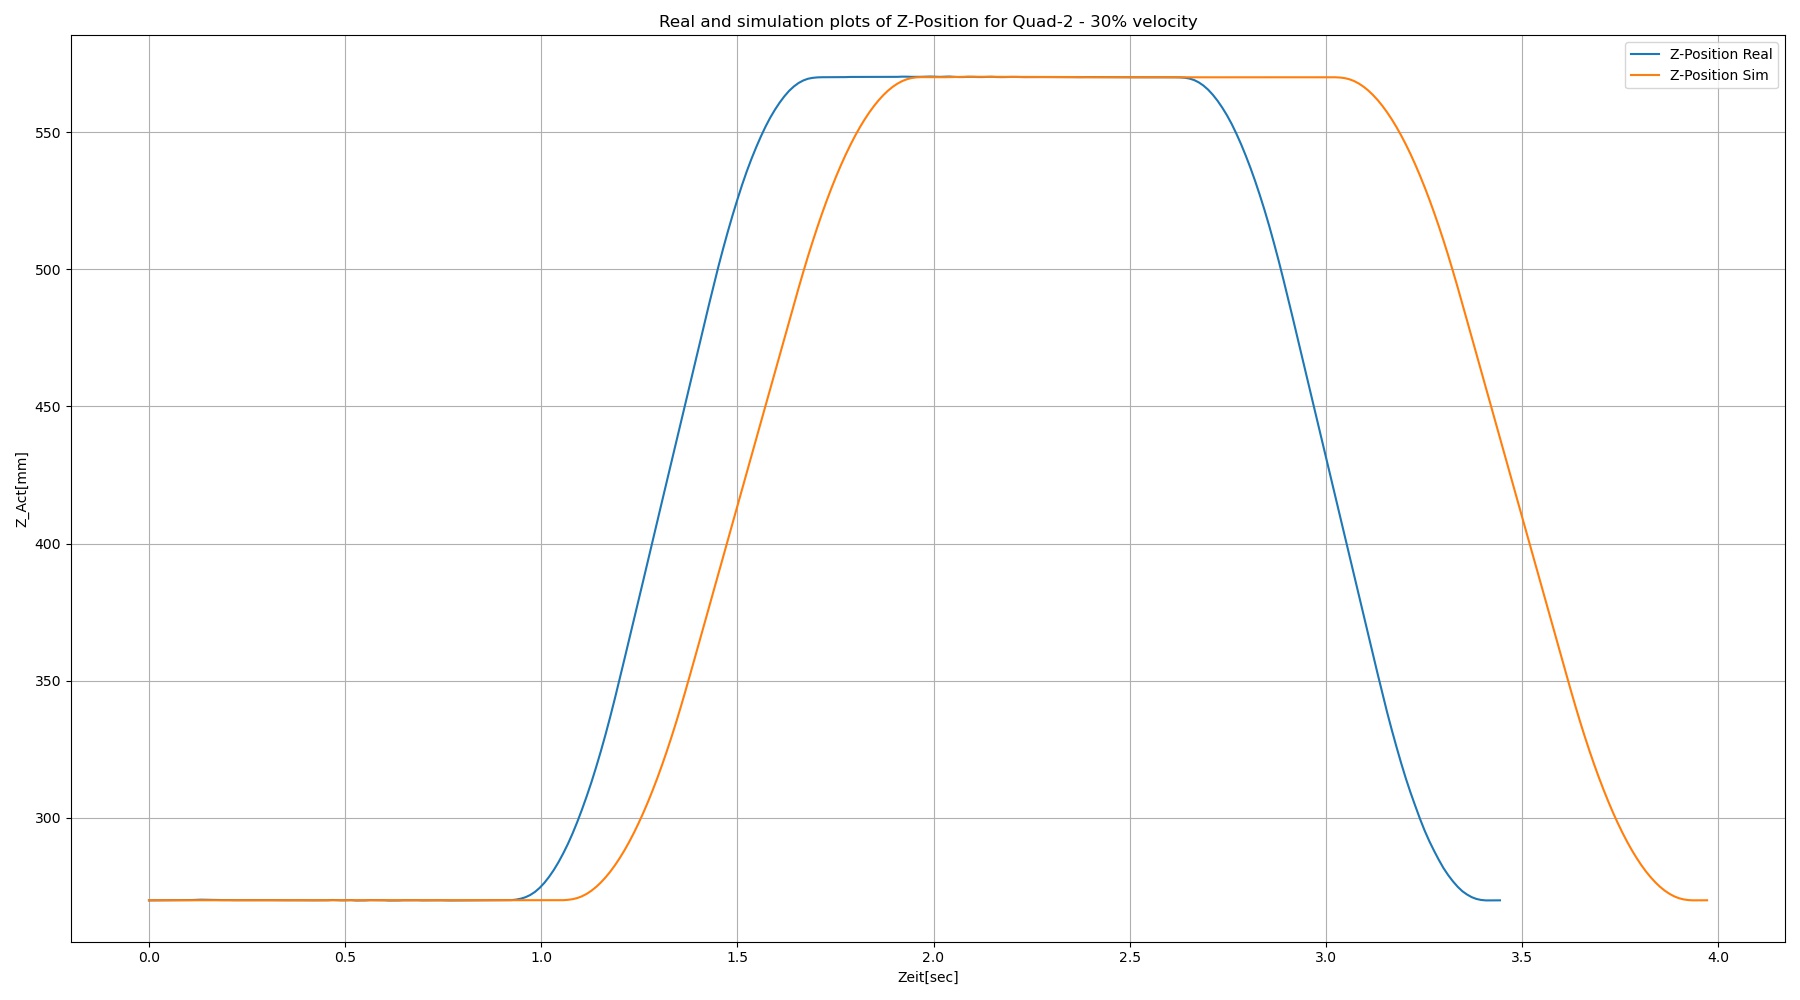 Real and simulation plots of Z-Position for Quad-2 - 30% velocity
Z-Position Real
Z-Position Sim
550
500
450
400
350
300
Z_Act[mm]
0.0 0.5 1.0 1.5 2.0 2.5 3.0 3.5 4.0
Zeit[sec]